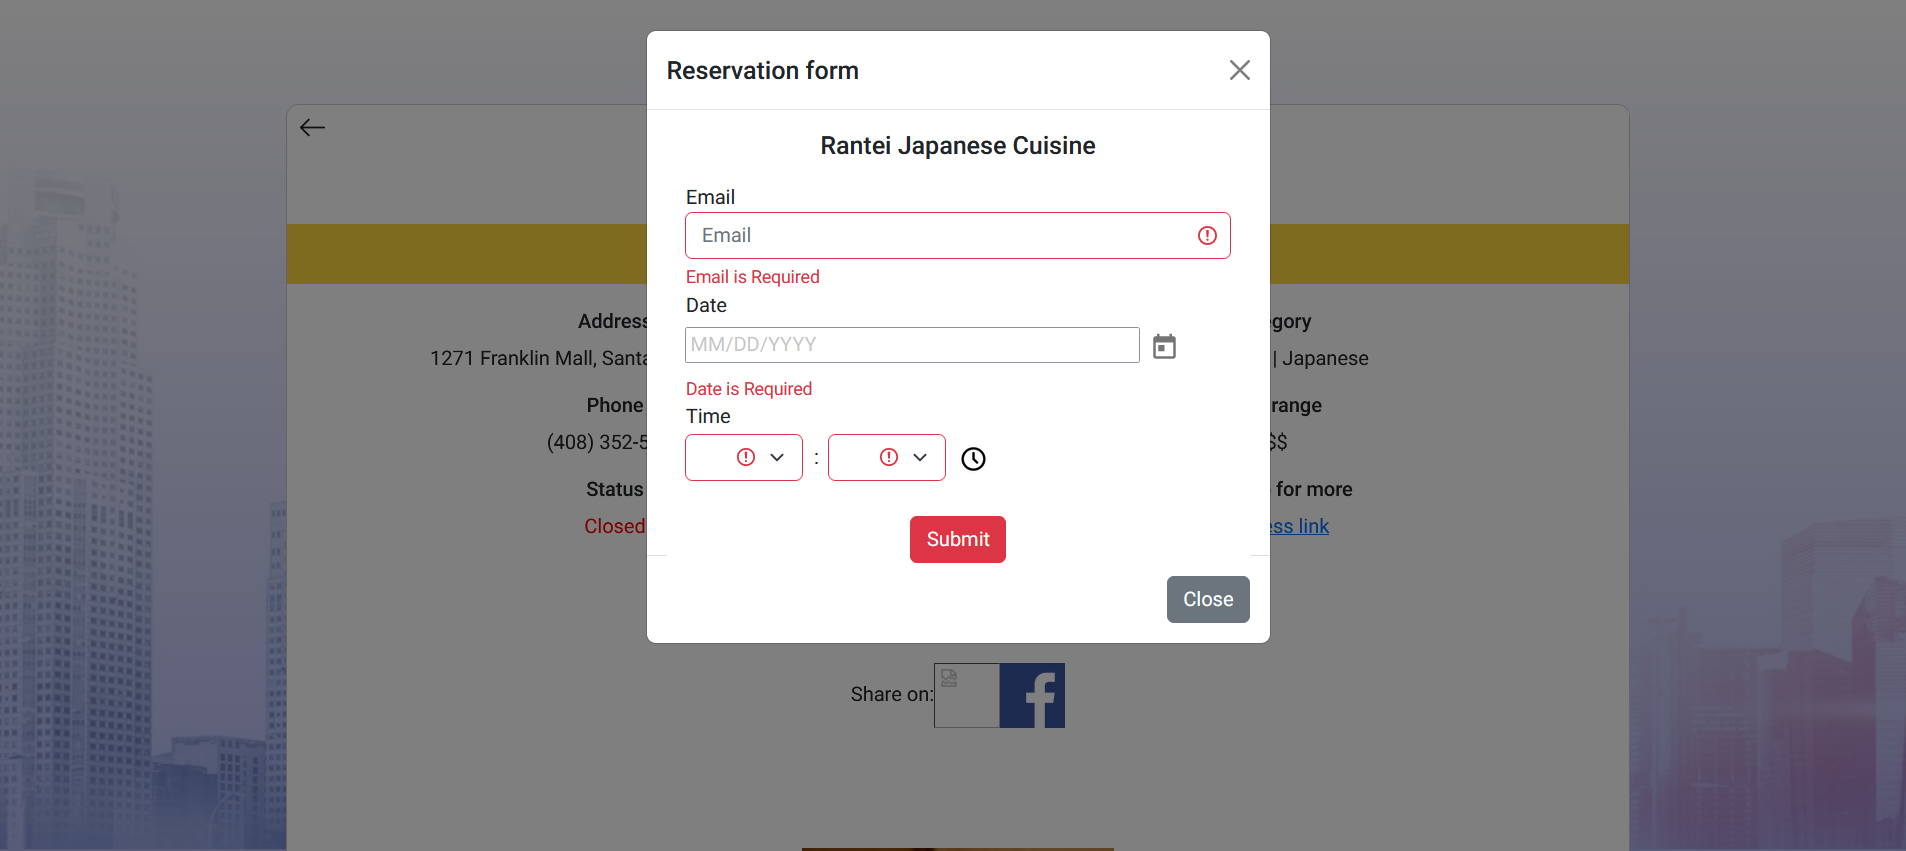 Reservation form
Rantei Japanese Cuisine
Email
Email
Email is Required
Date
MM/DD/YYYY
Date is Required
Time
:
Submit
Close
Address
1271 Franklin Mall, Santa
| Japanese
Phone
range
(408) 352-5
$$
Status
for more
Closed
link
Share on: